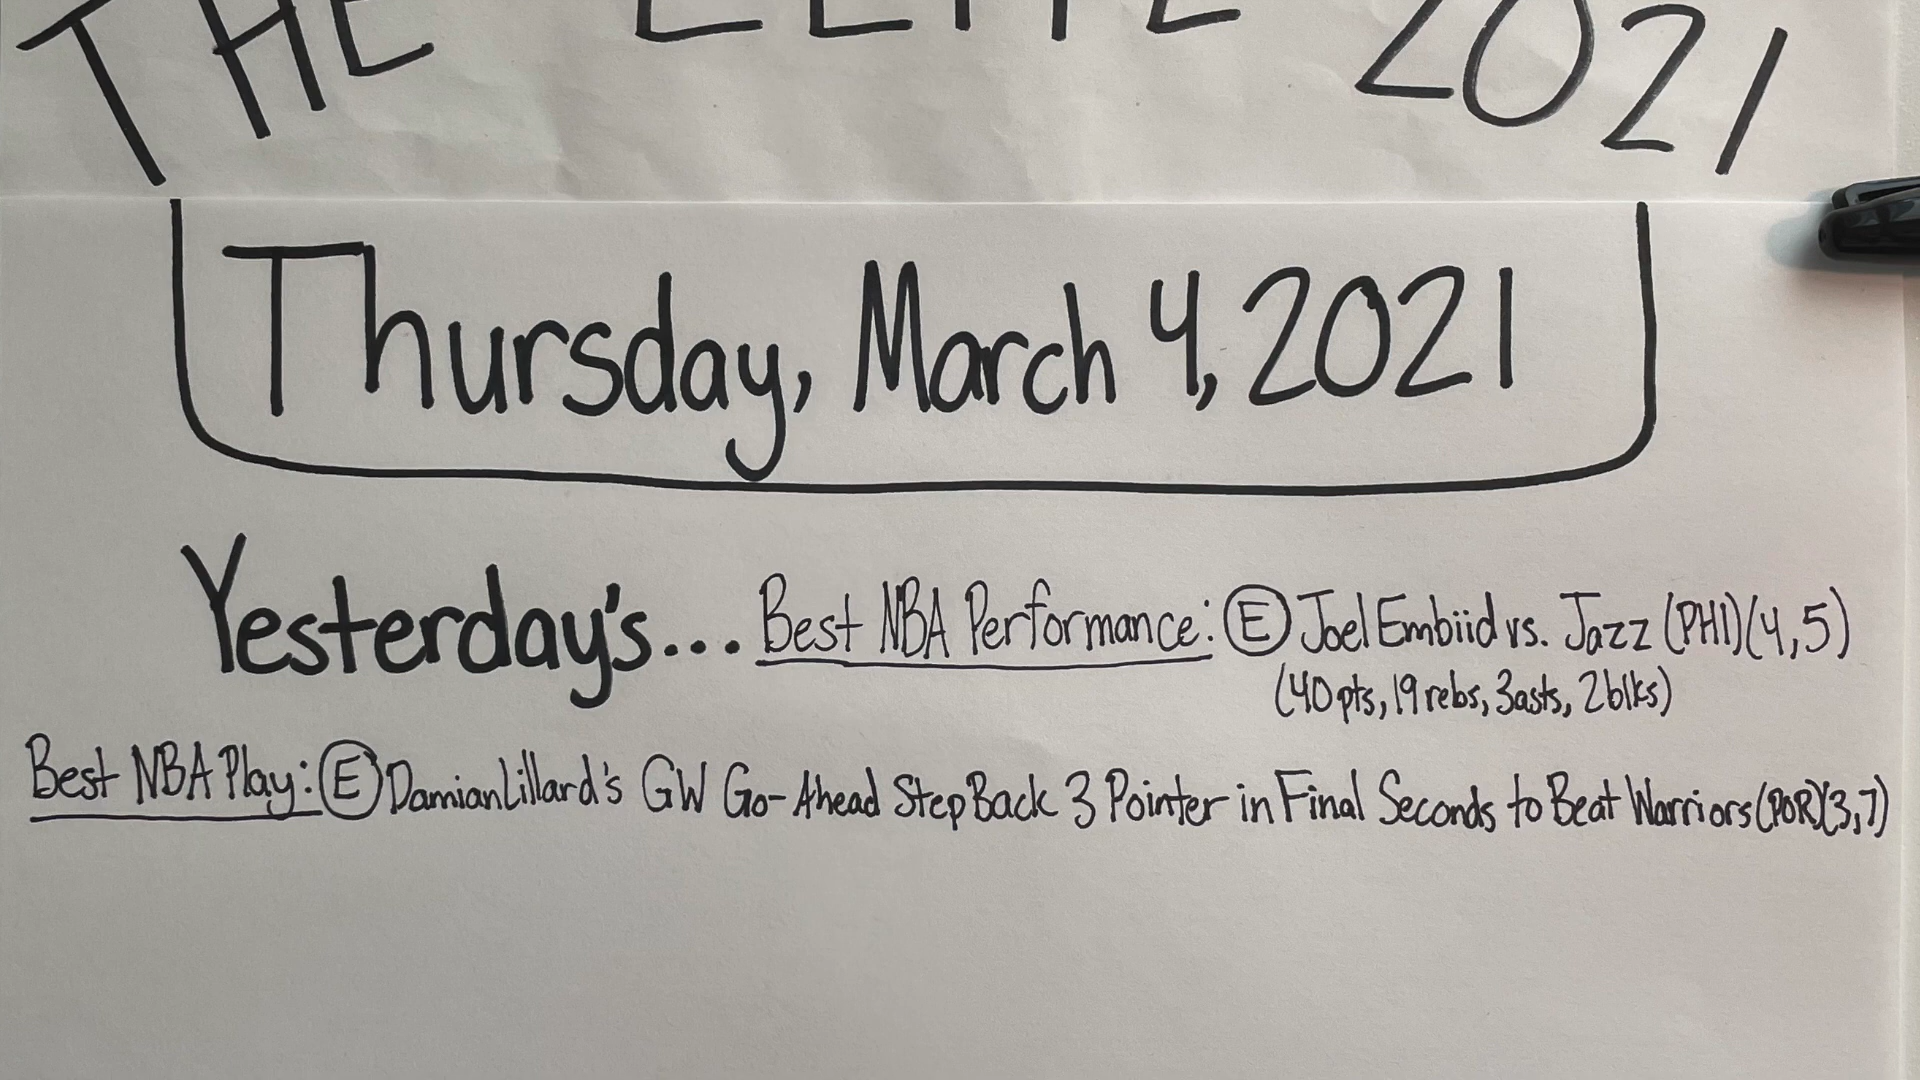 THE ELITE 2021
Thursday, March 4, 2021
Yesterday's... Best NBA Performance: E Joel Embiid vs. Jazz (PHI)(4,5)
(40 pts, 19 rebs, 3 asts, 2 blks)
Best NBA Play: E Damian Lillard's GW Go-Ahead Step Back 3 Pointer in Final Seconds to Beat Warriors (POR)(3,7)